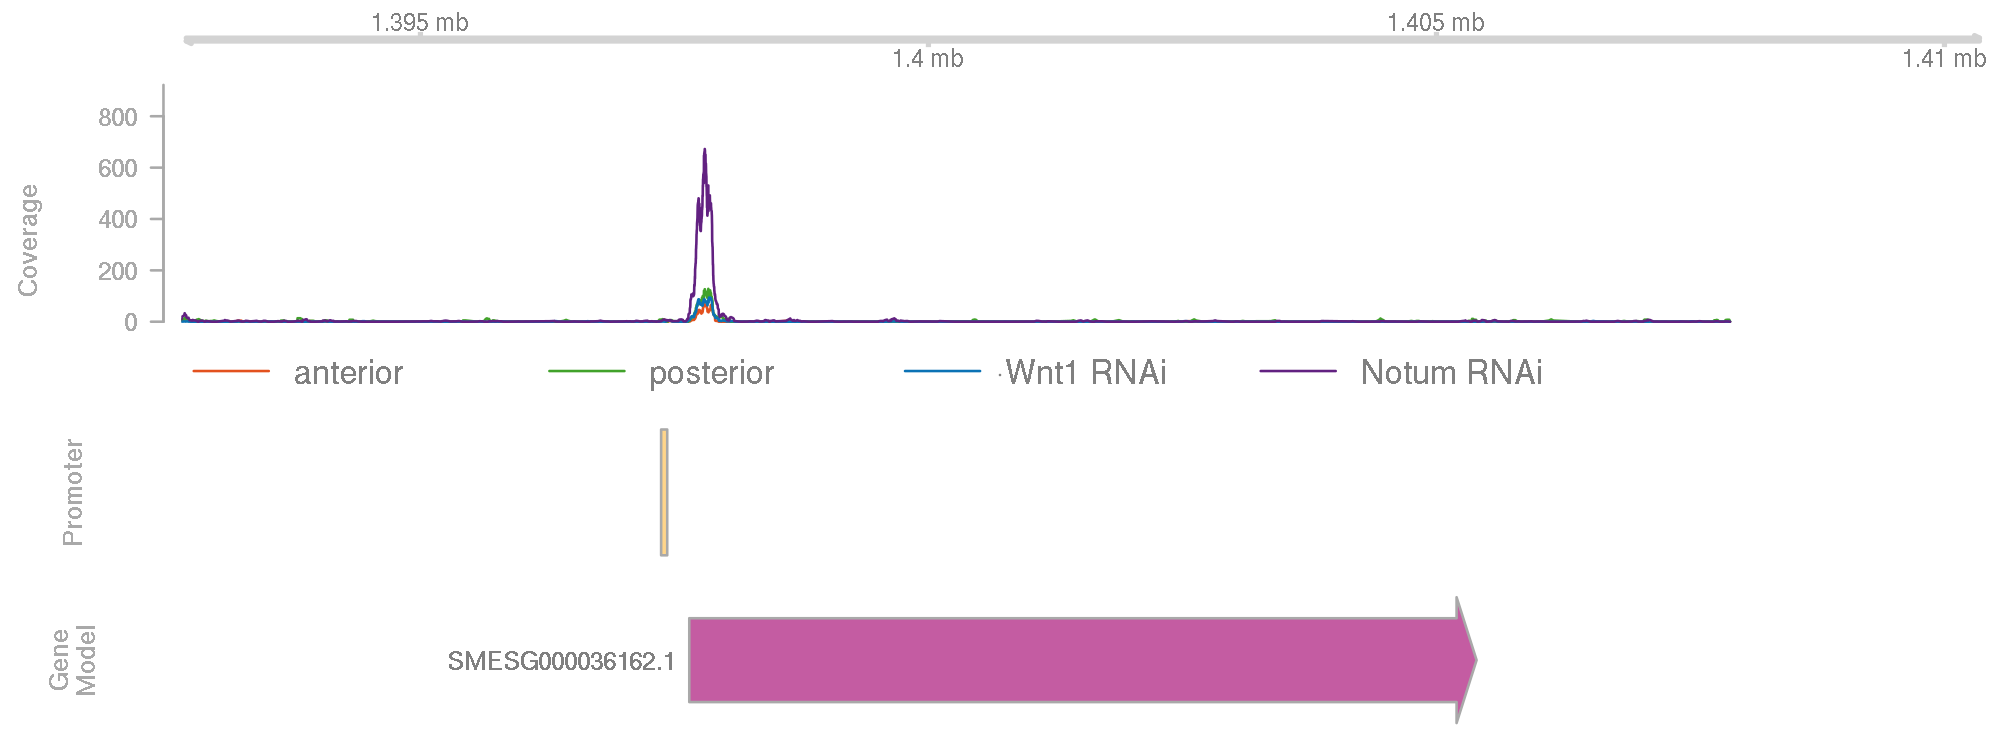 1.395 mb
1.405 mb
1.4 mb
1.41 mb
Coverage
800
600
400
200
0
anterior
posterior
Wnt1 RNAi
Notum RNAi
Promoter
Gene
Model
SMESG000036162.1